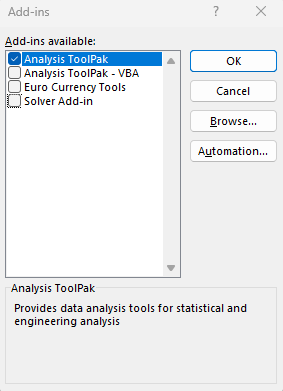 Add-ins
?
Add-ins available:
Analysis ToolPak
Analysis ToolPak - VBA
Euro Currency Tools
Solver Add-in
OK
Cancel
Browse...
Automation...
Analysis ToolPak
Provides data analysis tools for statistical and
engineering analysis